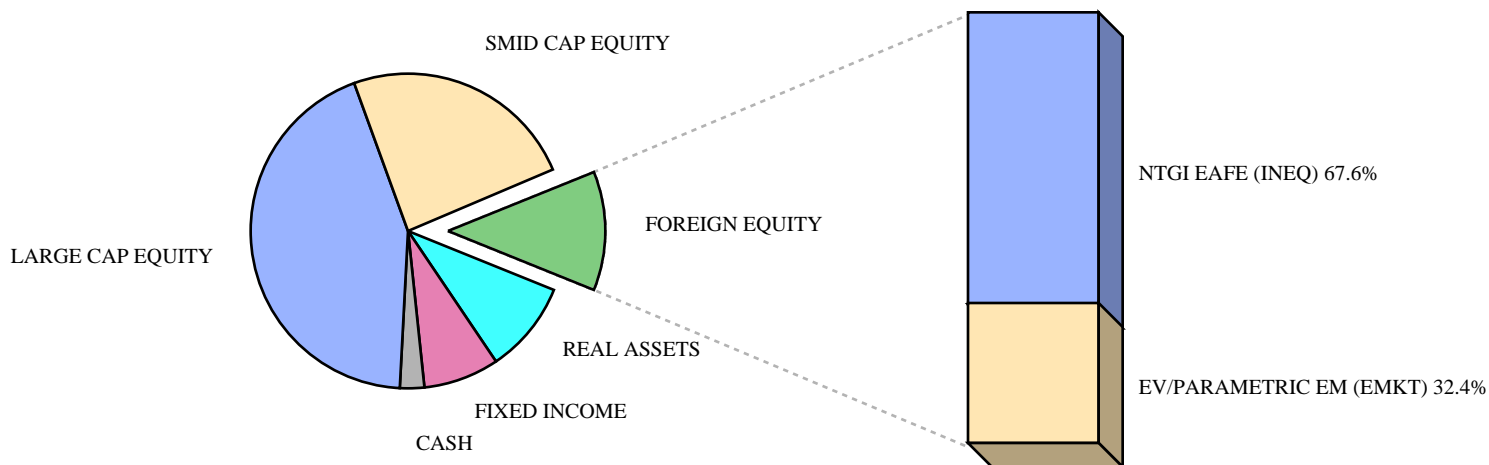 SMID CAP EQUITY
NTGI EAFE (INEQ) 67.6%
FOREIGN EQUITY
LARGE CAP EQUITY
REAL ASSETS
EV/PARAMETRIC EM (EMKT) 32.4%
FIXED INCOME
CASH